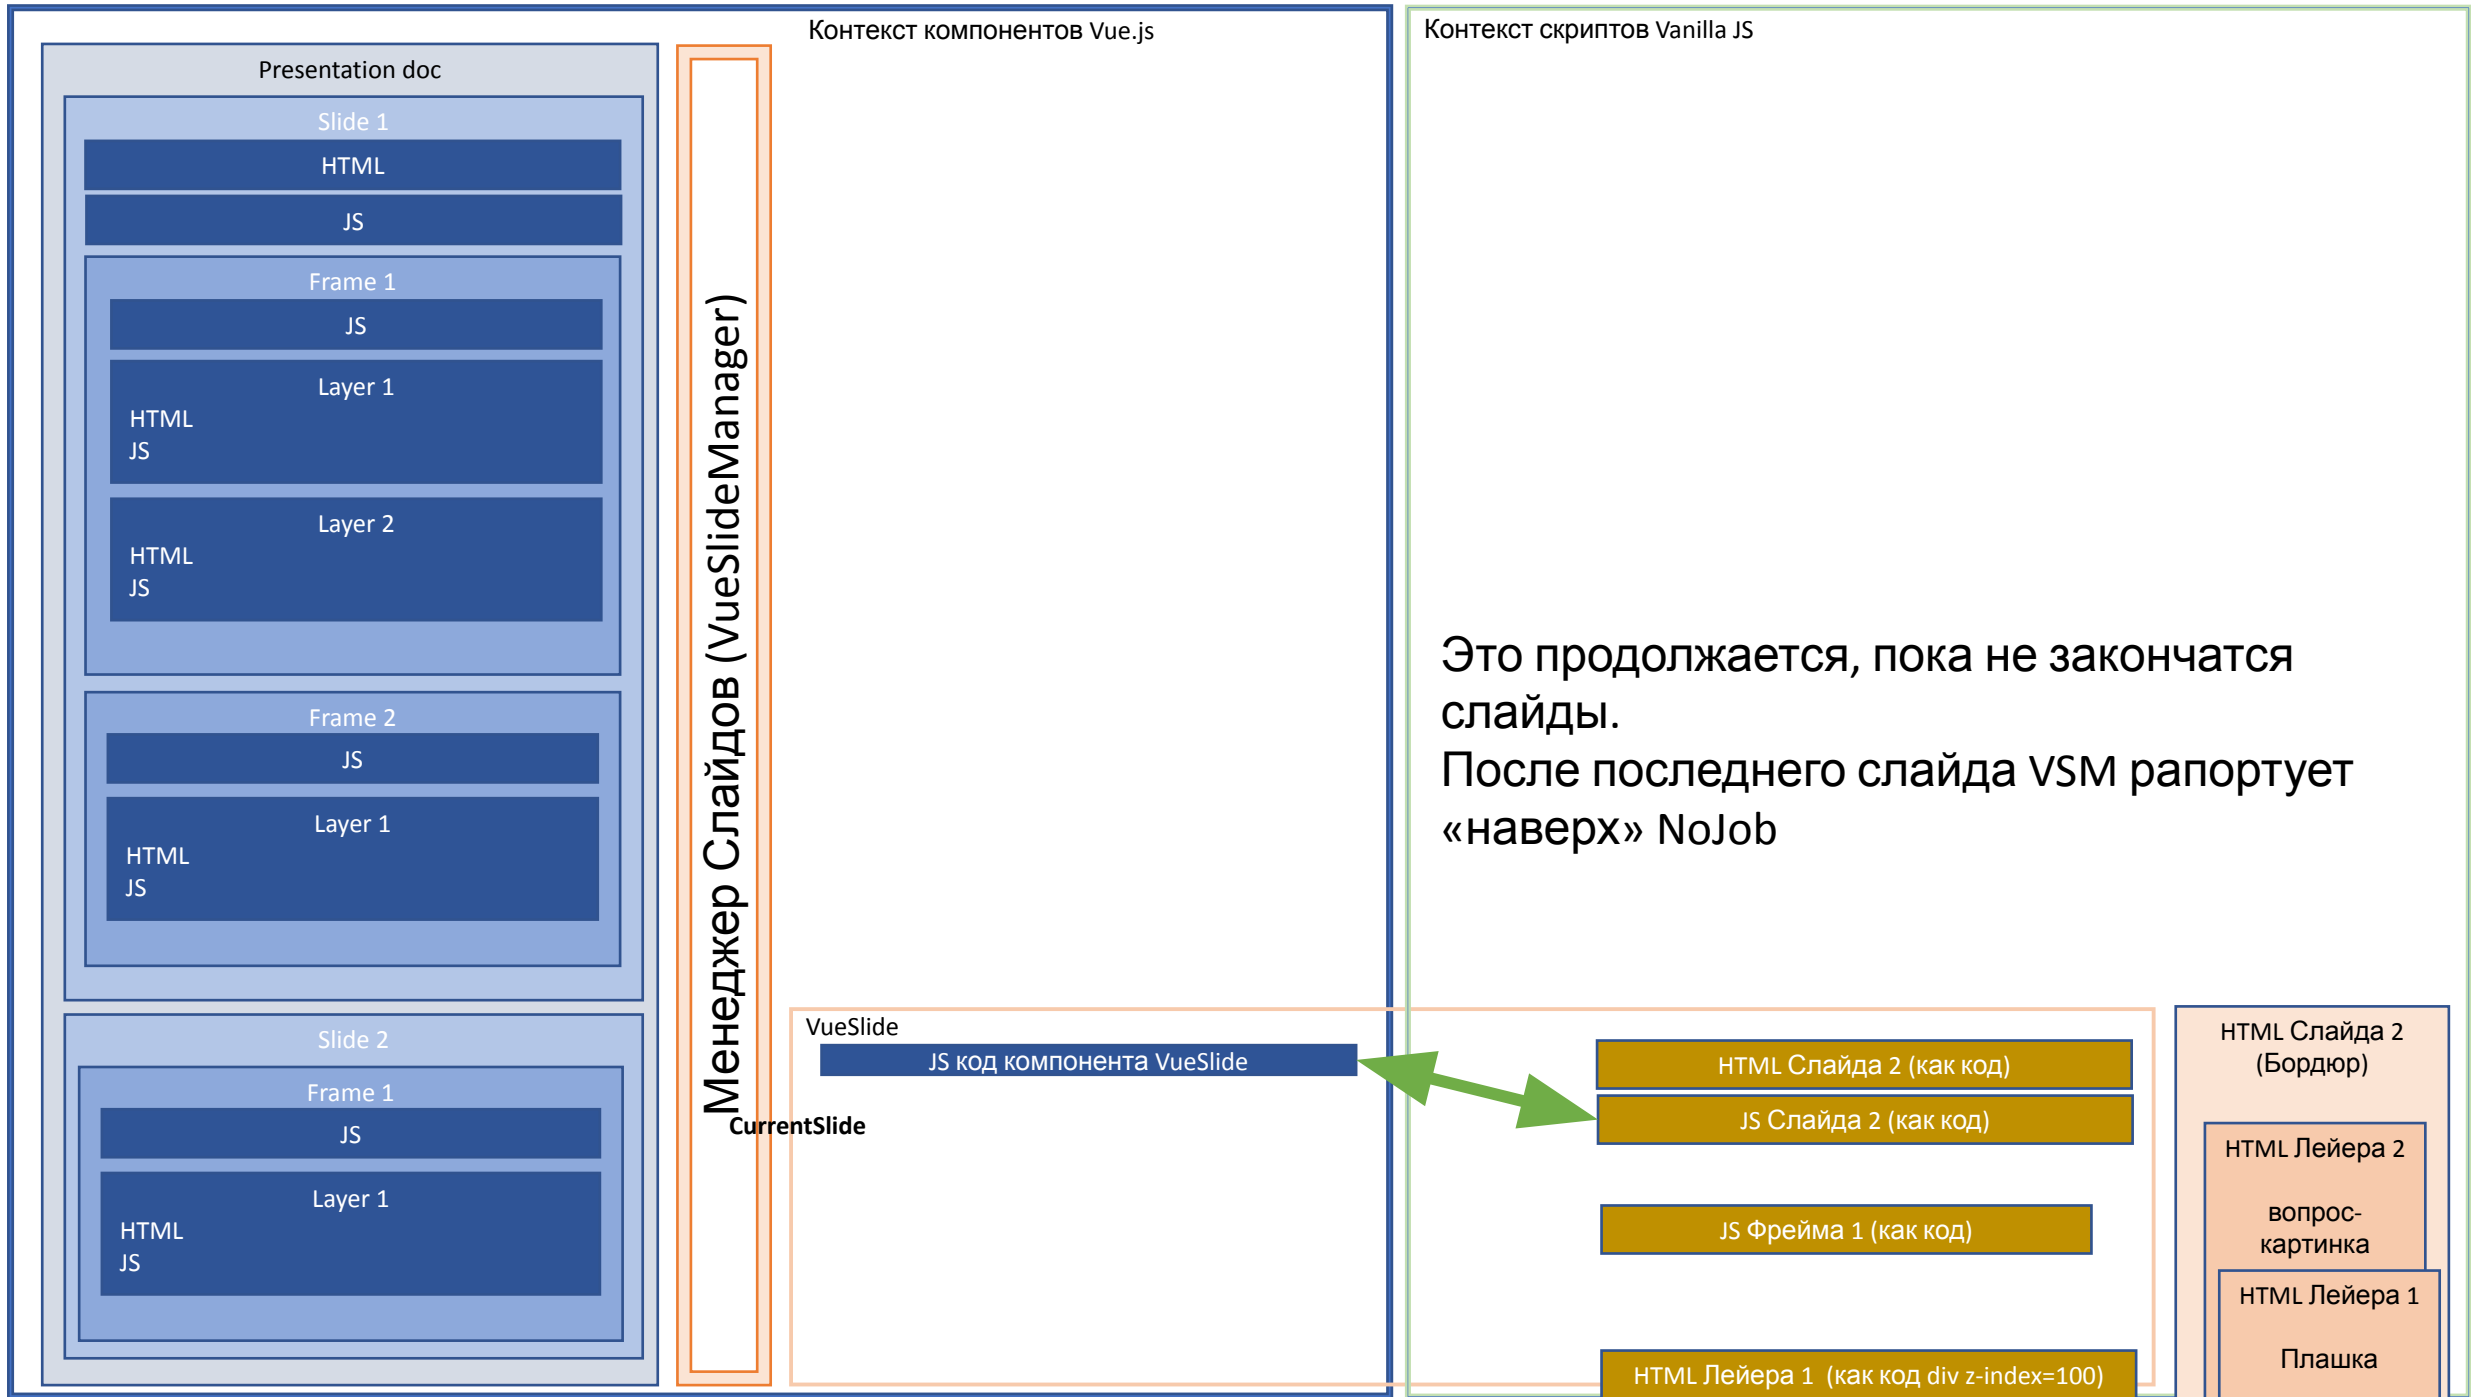 Контекст компонентов Vue.js
Контекст скриптов Vanilla JS
Presentation doc
Slide 1
HTML
JS
Frame 1
JS
Layer 1
HTML
JS
Layer 2
HTML
JS
Frame 2
JS
Layer 1
HTML
JS
Slide 2
Frame 1
JS
Layer 1
HTML
JS
Менеджер Слайдов (VueSlideManager)
CurrentSlide
VueSlide
JS код компонента VueSlide
Это продолжается, пока не закончатся
слайды.
После последнего слайда VSM рапортует
«наверх» NoJob
HTML Слайда 2 (как код)
JS Слайда 2 (как код)
JS Фрейма 1 (как код)
HTML Лейера 1 (как код div z-index=100)
HTML Слайда 2
(Бордюр)
HTML Лейера 2
вопрос-
картинка
HTML Лейера 1
Плашка